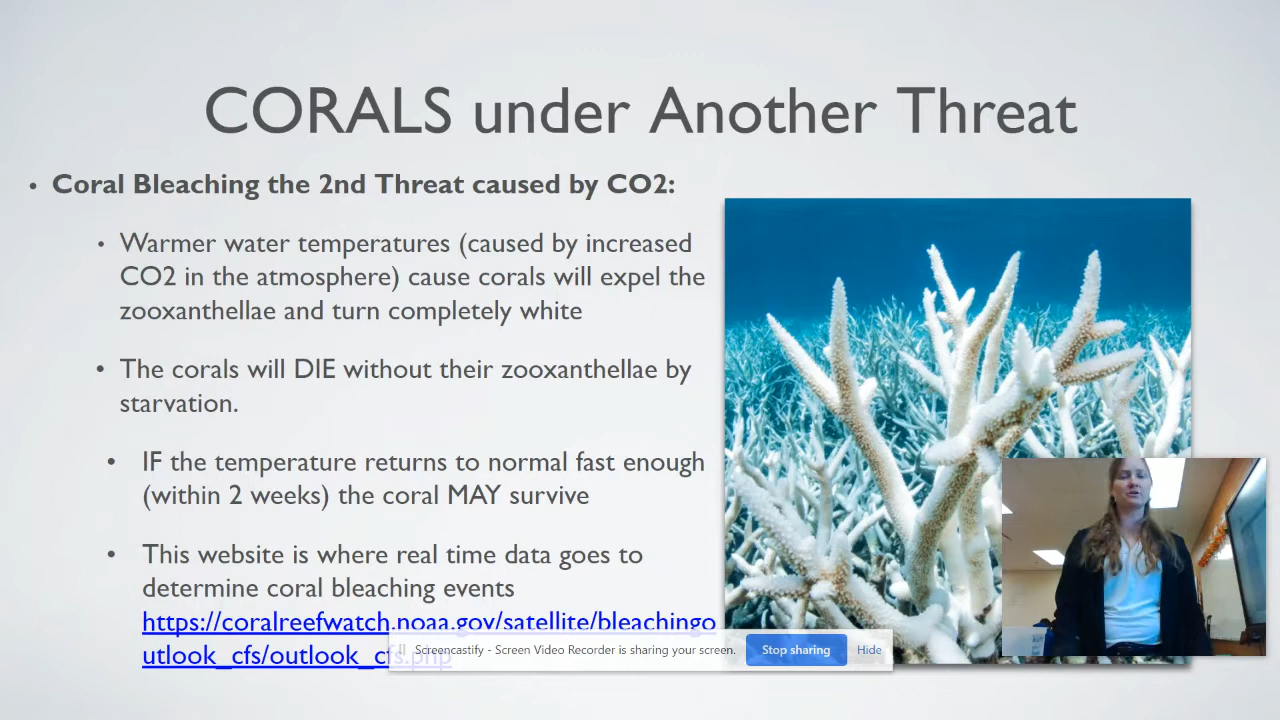 CORALS under Another Threat
• Coral Bleaching the 2nd Threat caused by CO2:
• Warmer water temperatures (caused by increased
CO2 in the atmosphere) cause corals will expel the
zooxanthellae and turn completely white
• The corals will DIE without their zooxanthellae by
starvation.
• IF the temperature returns to normal fast enough
(within 2 weeks) the coral MAY survive
• This website is where real time data goes to
determine coral bleaching events
https://coralreefwatch.noaa.gov/satellite/bleachingo
utlook_cfs/outlook_cfs.php
Screencastify - Screen Video Recorder is sharing your screen.
Stop sharing
Hide